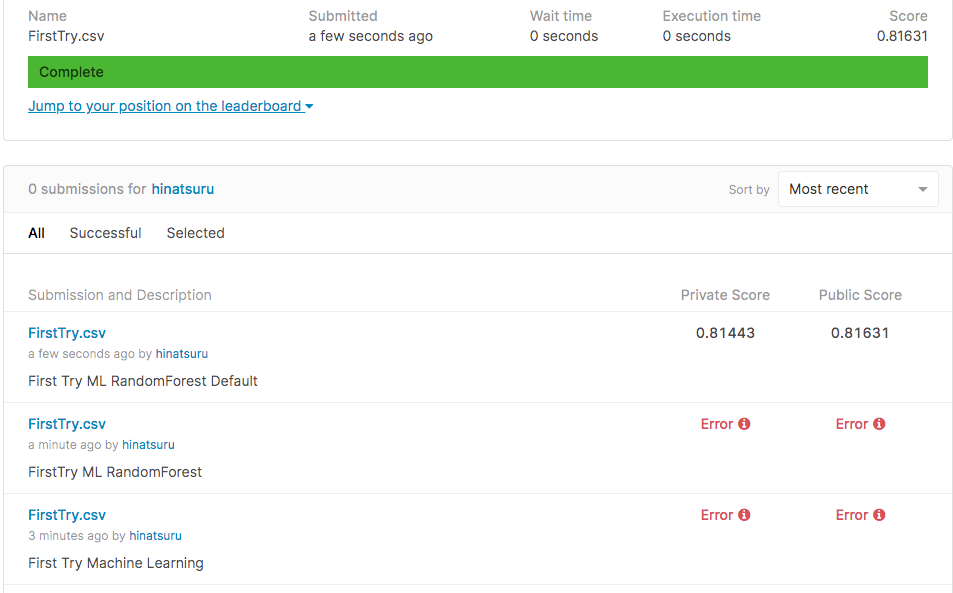 Name Submitted Wait time Execution time Score
FirstTry.csv a few seconds ago 0 seconds 0 seconds 0.81631
Complete
Jump to your position on the leaderboard
0 submissions for hinatsuru Sort by Most recent
All Successful Selected
Submission and Description Private Score Public Score
FirstTry.csv 0.81443 0.81631
a few seconds ago by hinatsuru
First Try ML RandomForest Default
FirstTry.csv Error Error
a minute ago by hinatsuru
FirstTry ML RandomForest
FirstTry.csv Error Error
3 minutes ago by hinatsuru
First Try Machine Learning